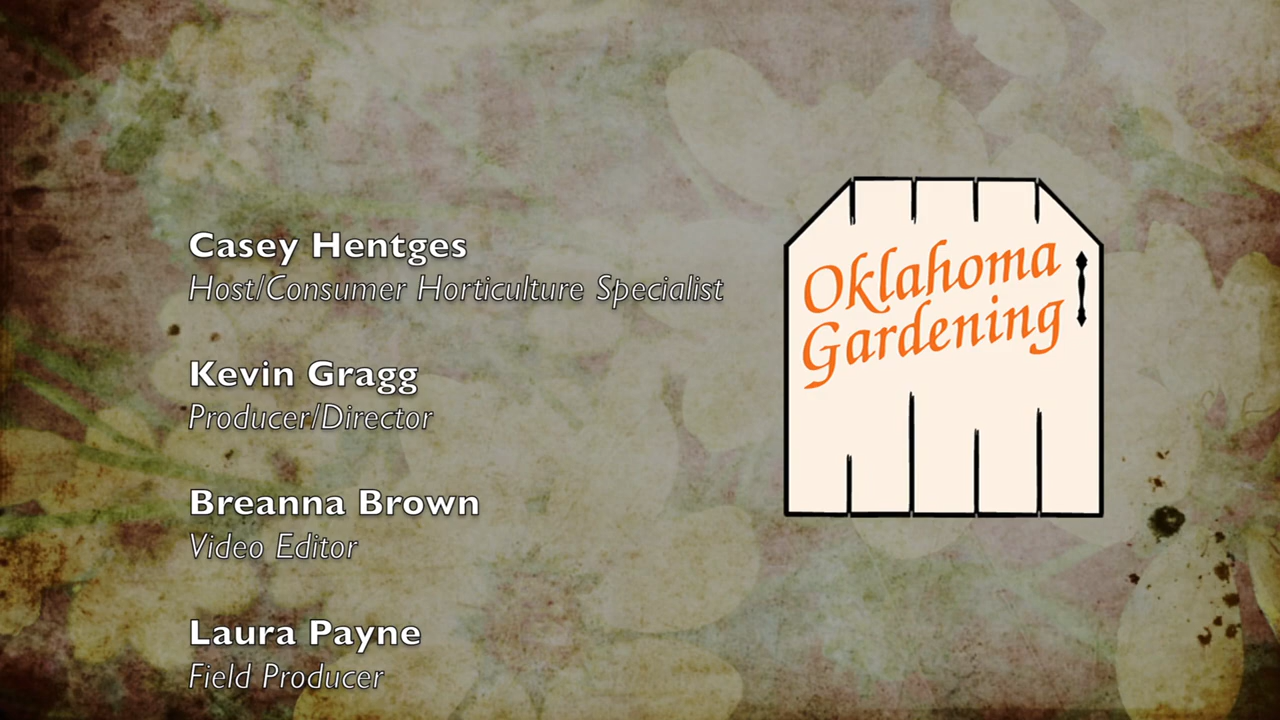 Casey Hentges
Host/Consumer Horticulture Specialist
Kevin Gragg
Producer/Director
Breanna Brown
Video Editor
Laura Payne
Field Producer
Oklahoma
Gardening